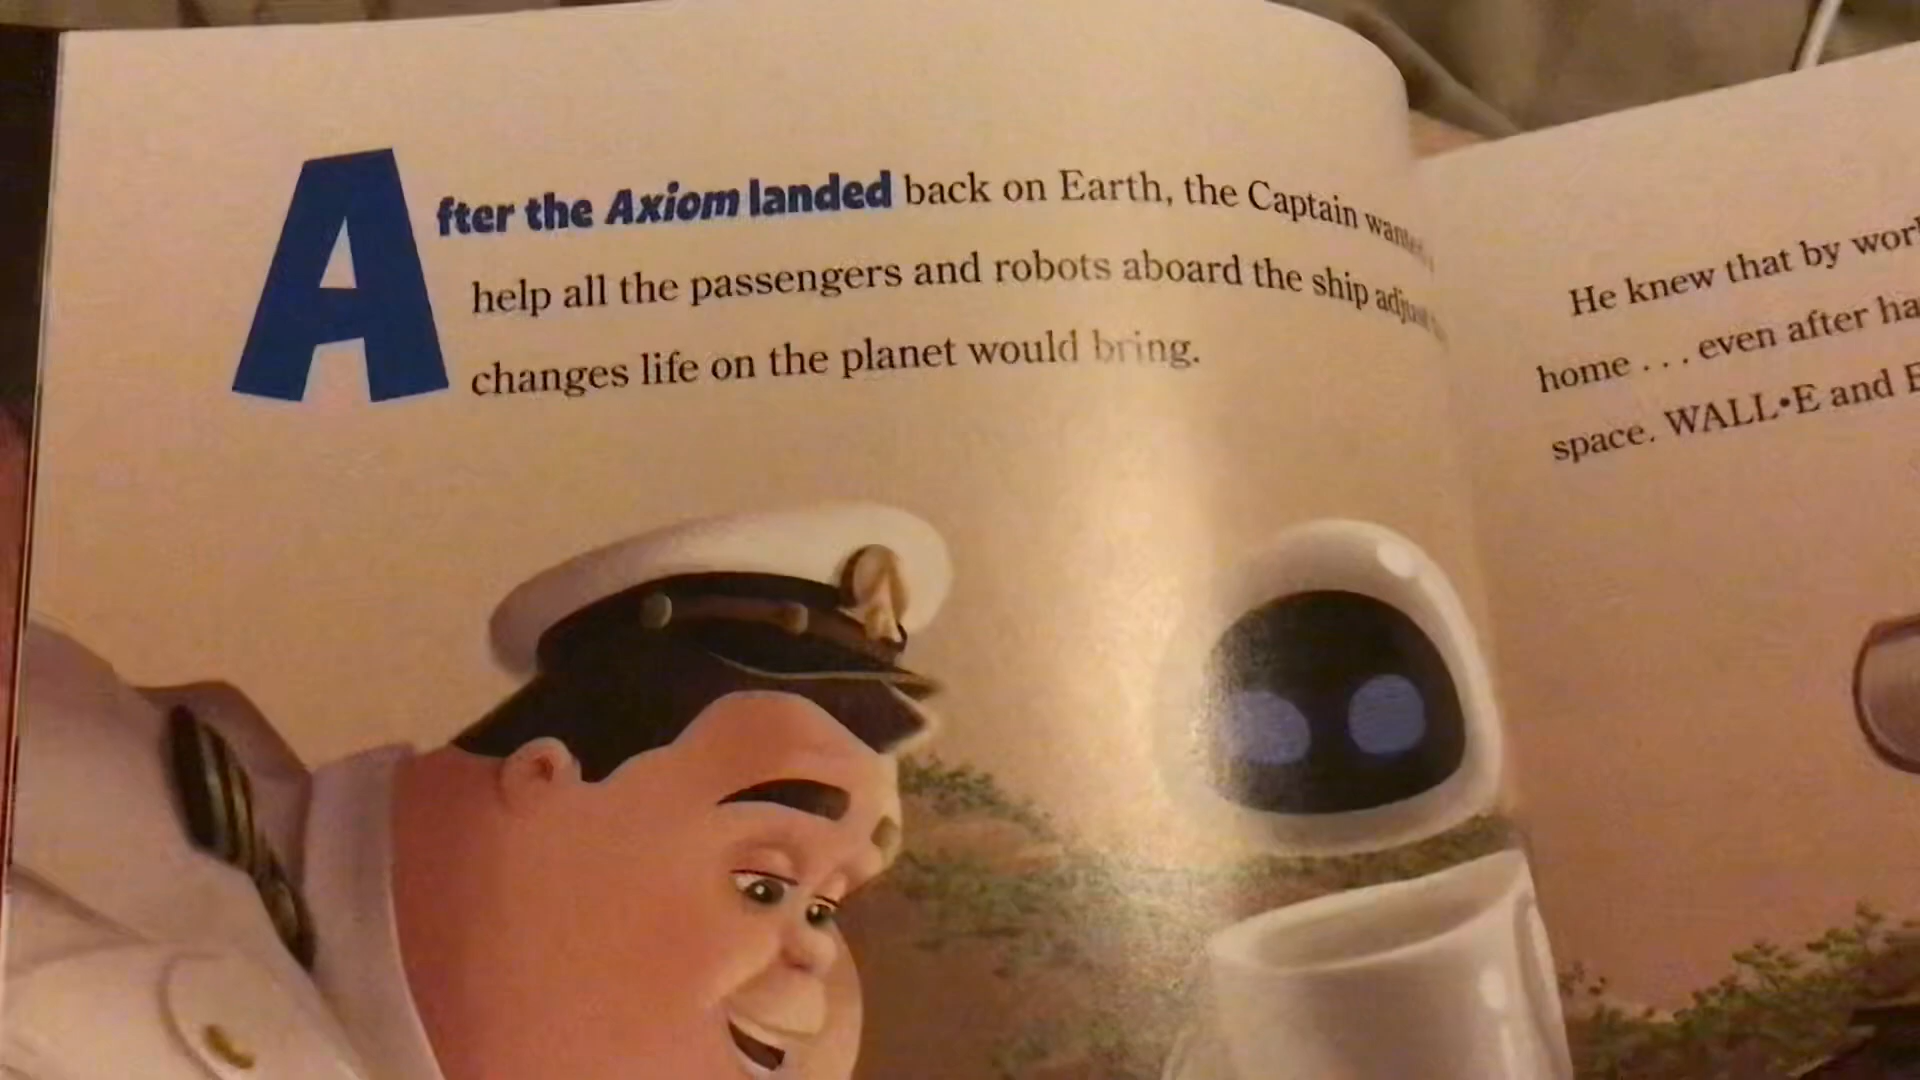 After the Axiom landed back on Earth, the Captain
help all the passengers and robots aboard the ship
changes life on the planet would bring.
He knew that by
home . . . even after
space. WALL•E and